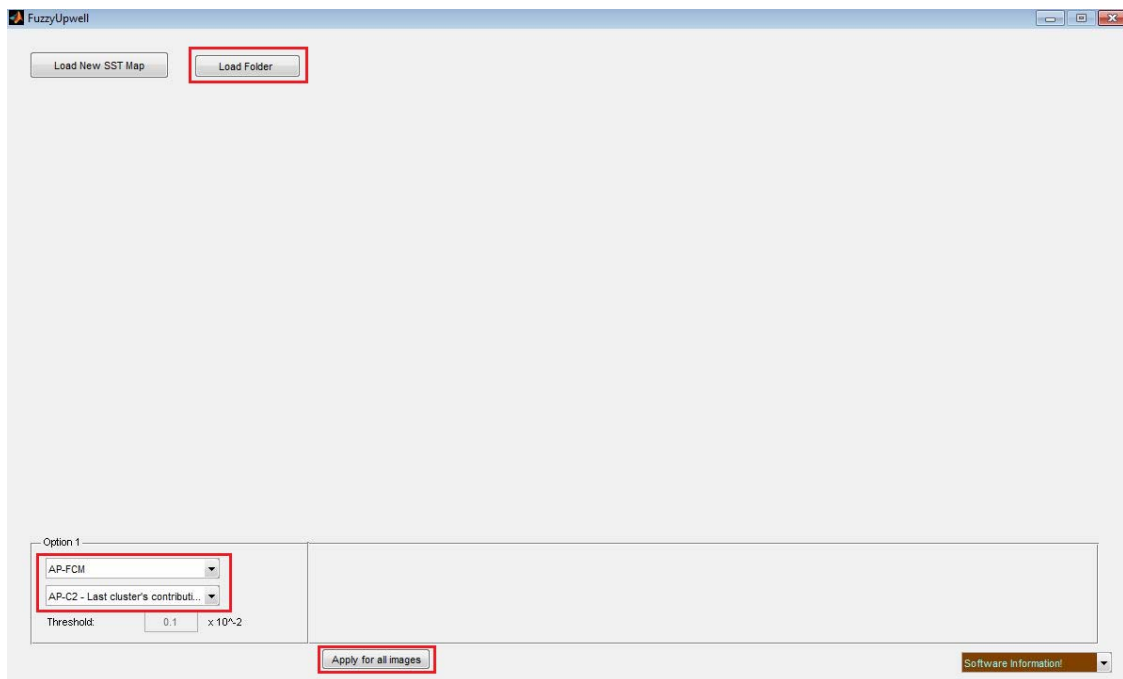 FuzzyUpwell
Load New SST Map
Load Folder
Option 1
AP-FCM
AP-C2 - Last cluster's contributi...
Threshold: 0.1 x 10^-2
Apply for all images
Software Information!